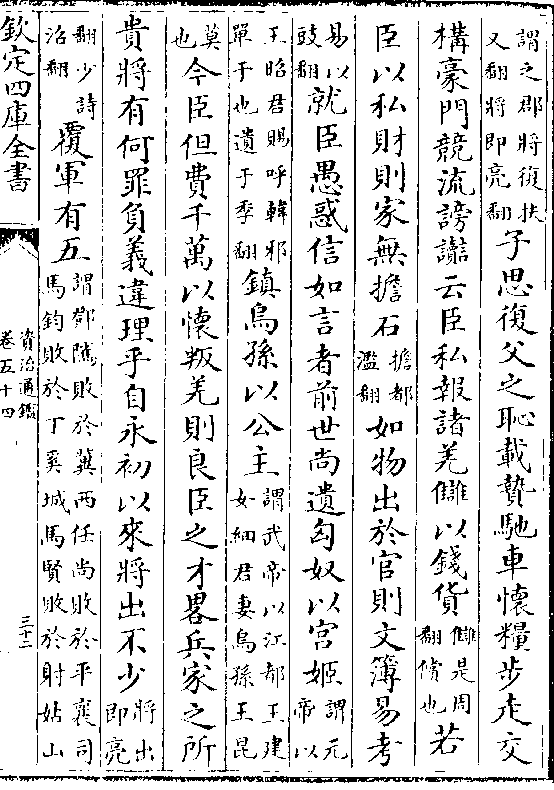 謂之郡將復扶
又翻將即亮翻
子思復父之恥載贄馳車懷糧步走交
構豪門競流謗讟云臣私報諸羌讎以錢貨
讎是周
翻償也
若
臣以私財則家無擔石
擔都
濫翻
如物出於官則文簿易考
易以
豉翻
就臣愚惑信如言者前世尚遺匈奴以宮姬
謂元
帝以
王昭君賜呼韓邪
單于也遺于季翻
鎮烏孫以公主
謂武帝以江都王建
女細君妻烏孫王昆
莫
也
今臣但費千萬以懷叛羌則良臣之才畧兵家之所
貴將有何罪負義違理乎自永初以來將出不少
將出
即亮
翻少詩
沼翻
覆軍有五
謂鄧隲敗於冀西任尚敗於平襄司
馬鈞敗於丁奚城馬賢敗於射姑山
欽定四庫全書
資治通鑑
卷五十四
三十二